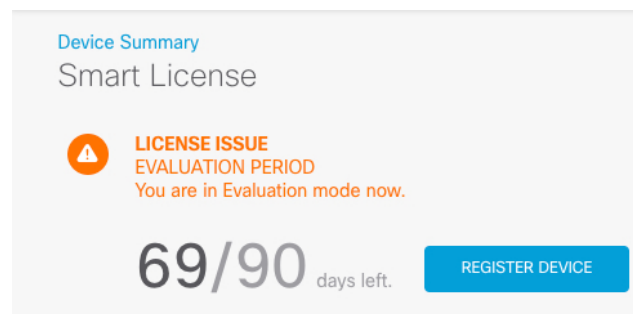 Device Summary
Smart License
LICENSE ISSUE
EVALUATION PERIOD
You are in Evaluation mode now.
69/90 days left.
REGISTER DEVICE